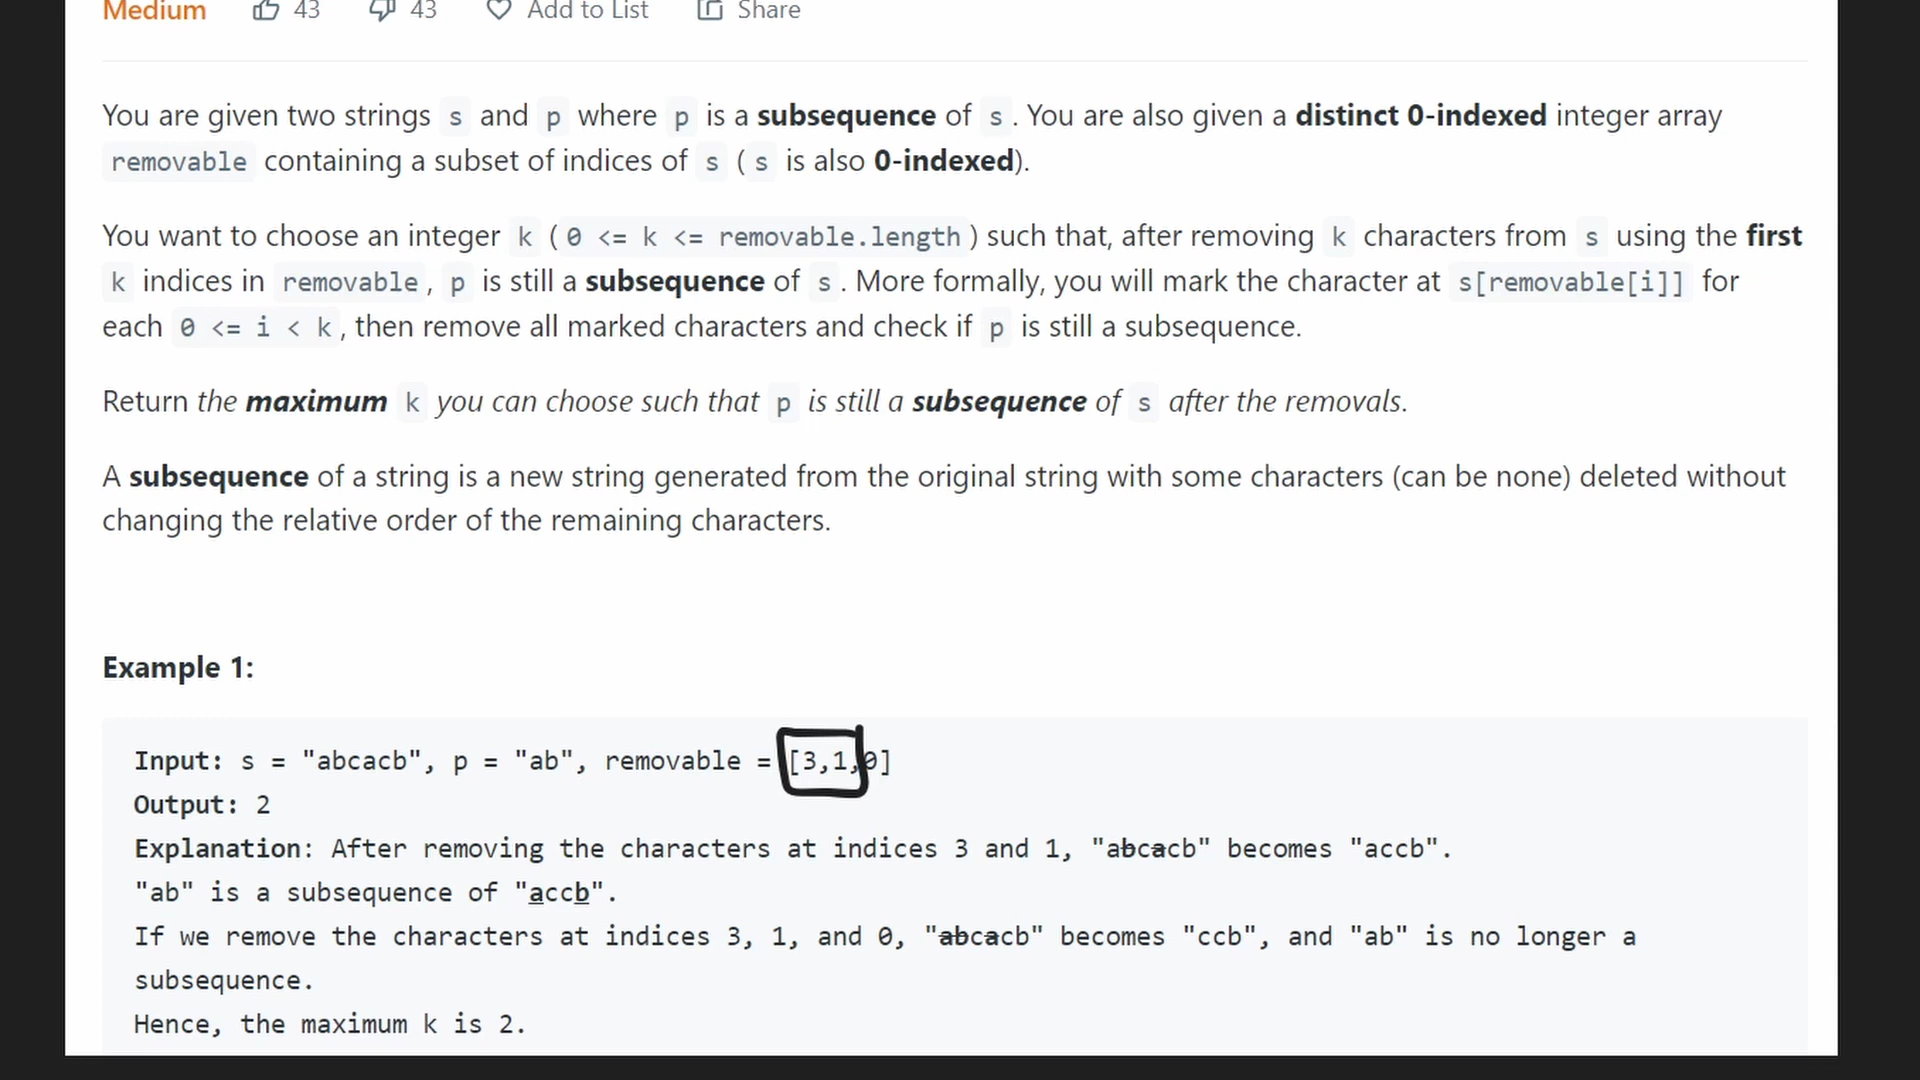 Medium 43 43 Add to List Share
You are given two strings s and p where p is a subsequence of s. You are also given a distinct 0-indexed integer array
removable containing a subset of indices of s (s is also 0-indexed).
You want to choose an integer k (0 <= k <= removable.length) such that, after removing k characters from s using the first
k indices in removable, p is still a subsequence of s. More formally, you will mark the character at s[removable[i]] for
each 0 <= i < k, then remove all marked characters and check if p is still a subsequence.
Return the maximum k you can choose such that p is still a subsequence of s after the removals.
A subsequence of a string is a new string generated from the original string with some characters (can be none) deleted without
changing the relative order of the remaining characters.
Example 1:
Input: s = "abcacb", p = "ab", removable = [3,1,0]
Output: 2
Explanation: After removing the characters at indices 3 and 1, "abcacb" becomes "accb".
"ab" is a subsequence of "accb".
If we remove the characters at indices 3, 1, and 0, "abcacb" becomes "ccb", and "ab" is no longer a
subsequence.
Hence, the maximum k is 2.